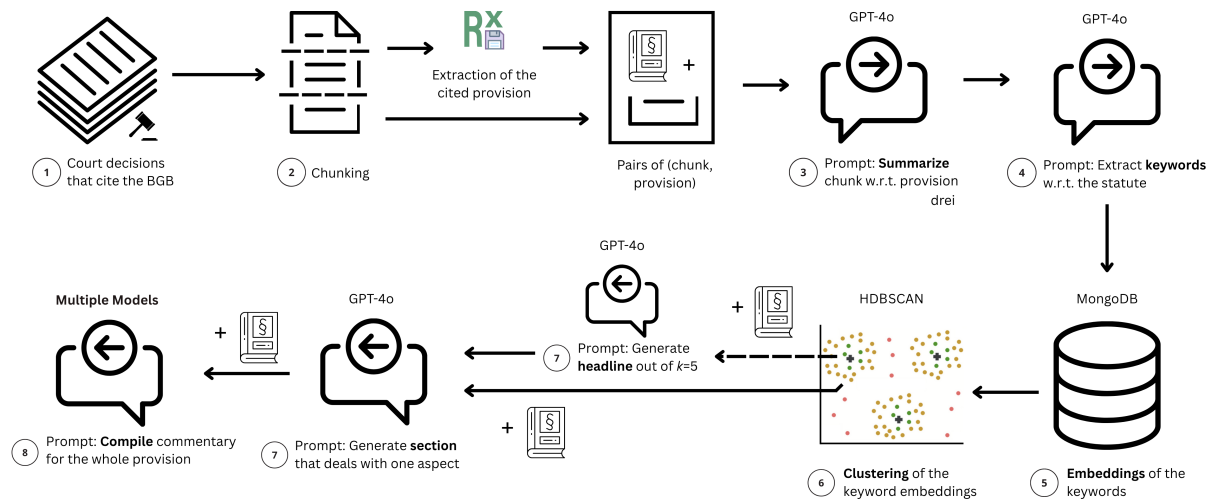 GPT-4o
GPT-4o
Rx
§
+
Extraction of the
cited provision
1 Court decisions
that cite the BGB
2 Chunking
Pairs of (chunk,
provision)
3 Prompt: Summarize
chunk w.r.t. provision
drei
4 Prompt: Extract keywords
w.r.t. the statute
GPT-4o
Multiple Models
GPT-4o
HDBSCAN
MongoDB
+ §
+ §
7 Prompt: Generate
headline out of k=5
+ §
8 Prompt: Compile commentary
for the whole provision
7 Prompt: Generate section
that deals with one aspect
6 Clustering of the
keyword embeddings
5 Embeddings of the
keywords